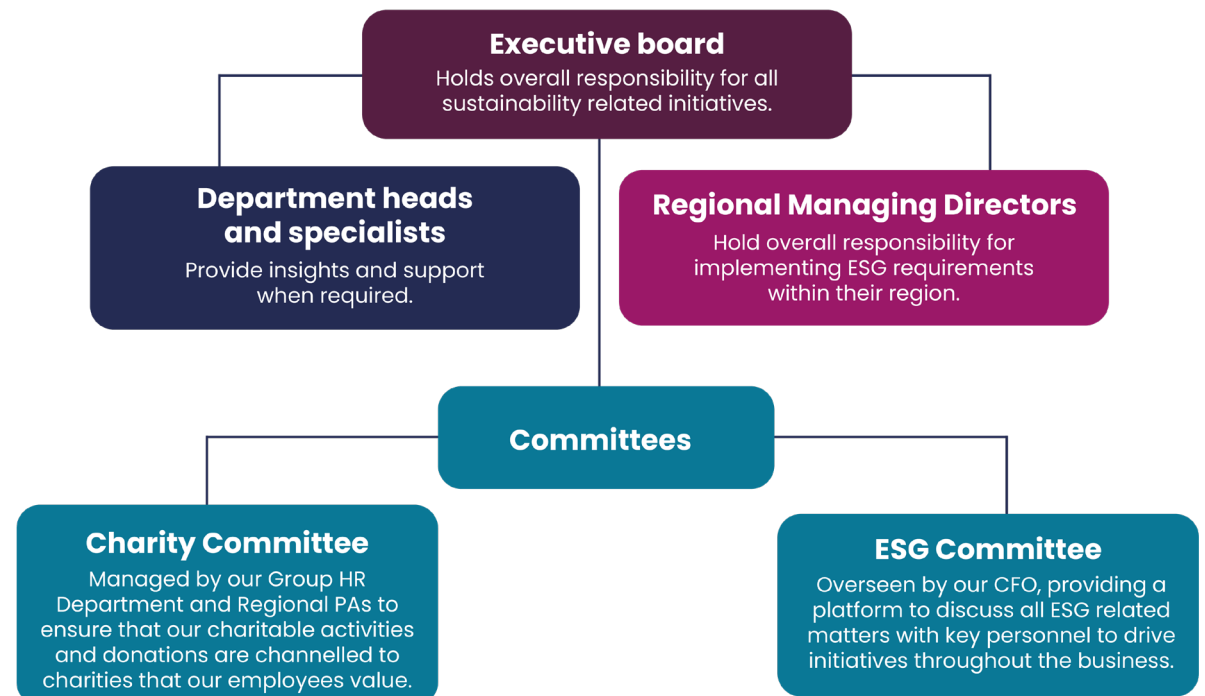 Executive board
Holds overall responsibility for all
sustainability related initiatives.
Department heads
and specialists
Provide insights and support
when required.
Regional Managing Directors
Hold overall responsibility for
implementing ESG requirements
within their region.
Committees
Charity Committee
Managed by our Group HR
Department and Regional PAs to
ensure that our charitable activities
and donations are channelled to
charities that our employees value.
ESG Committee
Overseen by our CFO, providing a
platform to discuss all ESG related
matters with key personnel to drive
initiatives throughout the business.